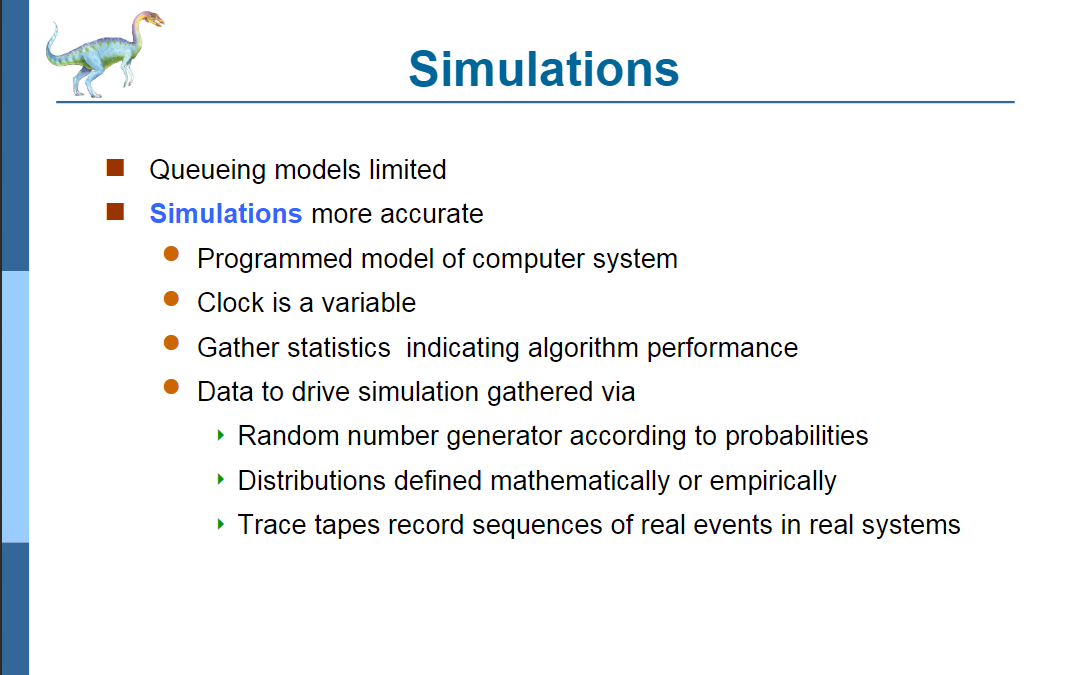 Simulations
Queueing models limited
Simulations more accurate
Programmed model of computer system
Clock is a variable
Gather statistics  indicating algorithm performance
Data to drive simulation gathered via
Random number generator according to probabilities
Distributions defined mathematically or empirically
Trace tapes record sequences of real events in real systems